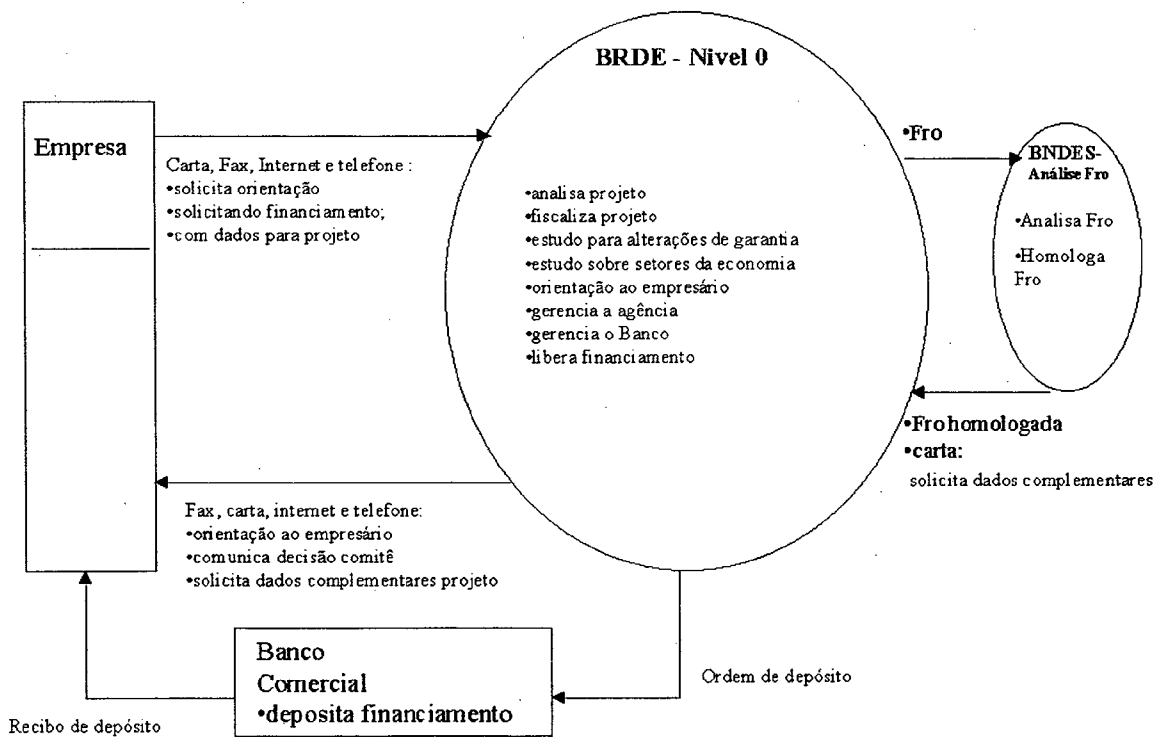 BRDE - Nivel 0
Empresa
Carta, Fax, Internet e telefone :
•solicita orientação
•solicitando financiamento;
•com dados para projeto
•analisa projeto
•fiscaliza projeto
•estudo para alterações de garantia
•estudo sobre setores da economia
•orientação ao empresário
•gerencia a agência
•gerencia o Banco
•libera financiamento
•Fro
BNDES-
Análise Fro
•Analisa Fro
•Homologa
Fro
•Fro homologada
•carta:
solicita dados complementares
Fax, carta, internet e telefone:
•orientação ao empresário
•comunica decisão comitê
•solicita dados complementares projeto
Banco
Comercial
•deposita financiamento
Ordem de depósito
Recibo de depósito